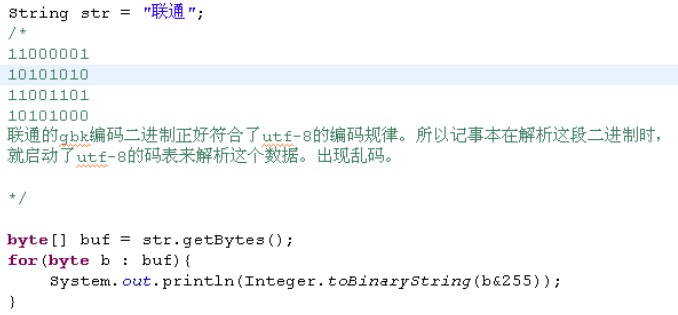 String str = "联通";
/*
11000001
10101010
11001101
10101000
联通的gbk编码二进制正好符合了utf-8的编码规律。所以记事本在解析这段二进制时，
就启动了utf-8的码表来解析这个数据。出现乱码。
*/
byte[] buf = str.getBytes();
for(byte b : buf){
System.out.println(Integer.toBinaryString(b&255));
}